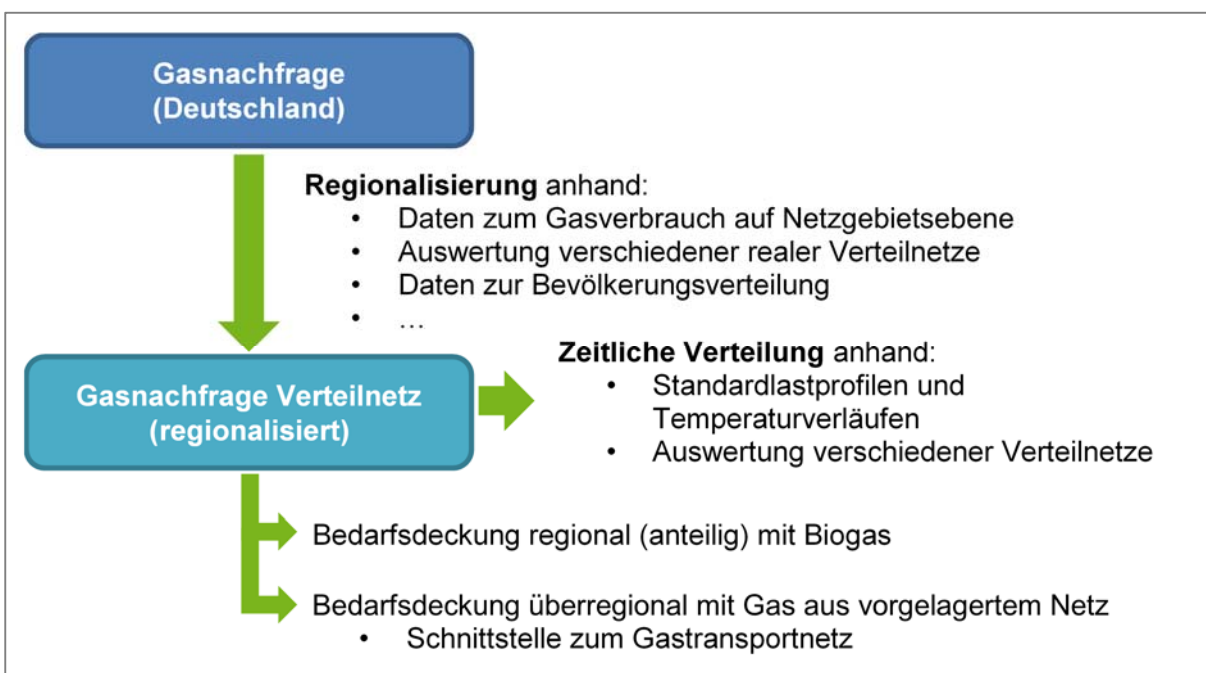 Gasnachfrage
(Deutschland)
Regionalisierung anhand:
• Daten zum Gasverbrauch auf Netzgebietsebene
• Auswertung verschiedener realer Verteilnetze
• Daten zur Bevölkerungsverteilung
• …
Gasnachfrage Verteilnetz
(regionalisiert)
Zeitliche Verteilung anhand:
• Standardlastprofilen und
Temperaturverläufen
• Auswertung verschiedener Verteilnetze
Bedarfsdeckung regional (anteilig) mit Biogas
Bedarfsdeckung überregional mit Gas aus vorgelagertem Netz
• Schnittstelle zum Gastransportnetz